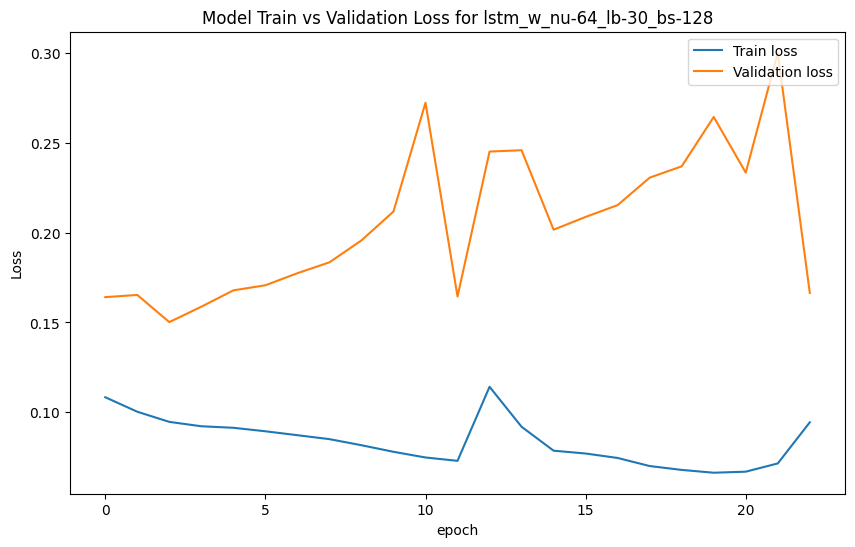 Model Train vs Validation Loss for lstm_w_nu-64_lb-30_bs-128
Train loss
Validation loss
0.30
0.25
0.20
0.15
0.10
Loss
0
5
10
15
20
epoch